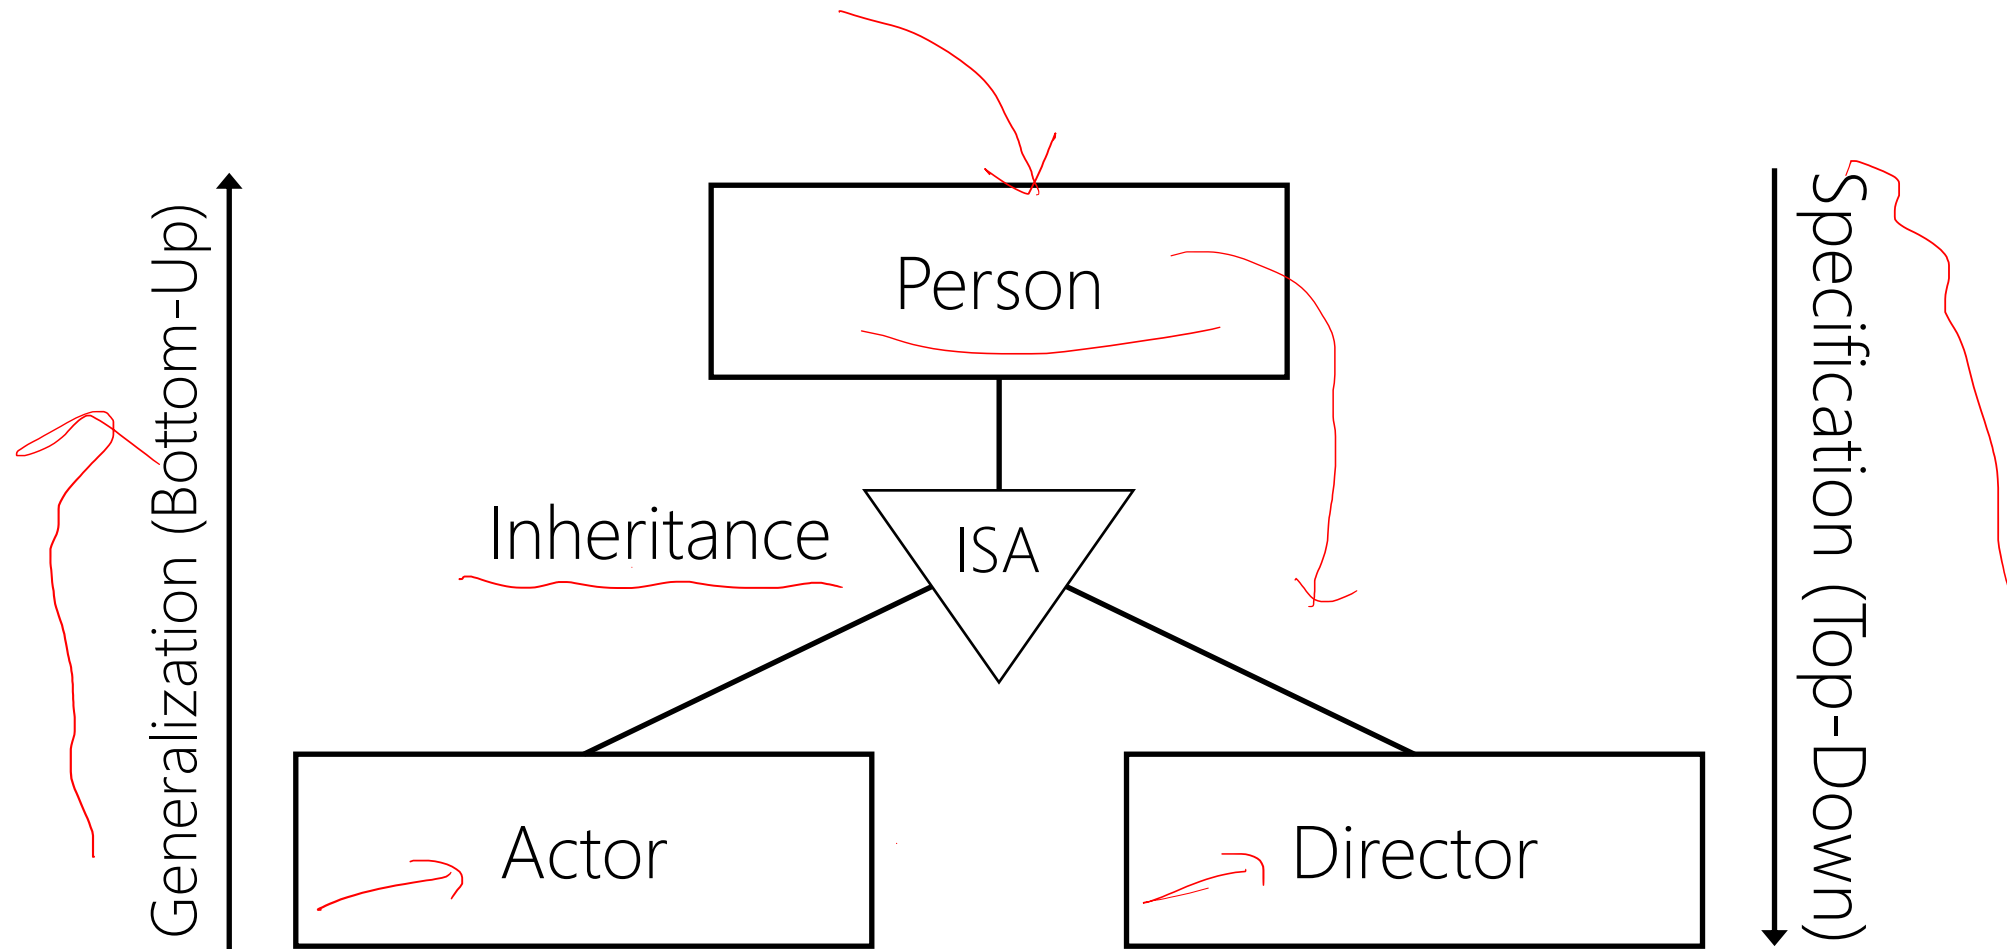 Generalization (Bottom-Up)
Person
Specification (Top-Down)
Inheritance
ISA
Actor
Director